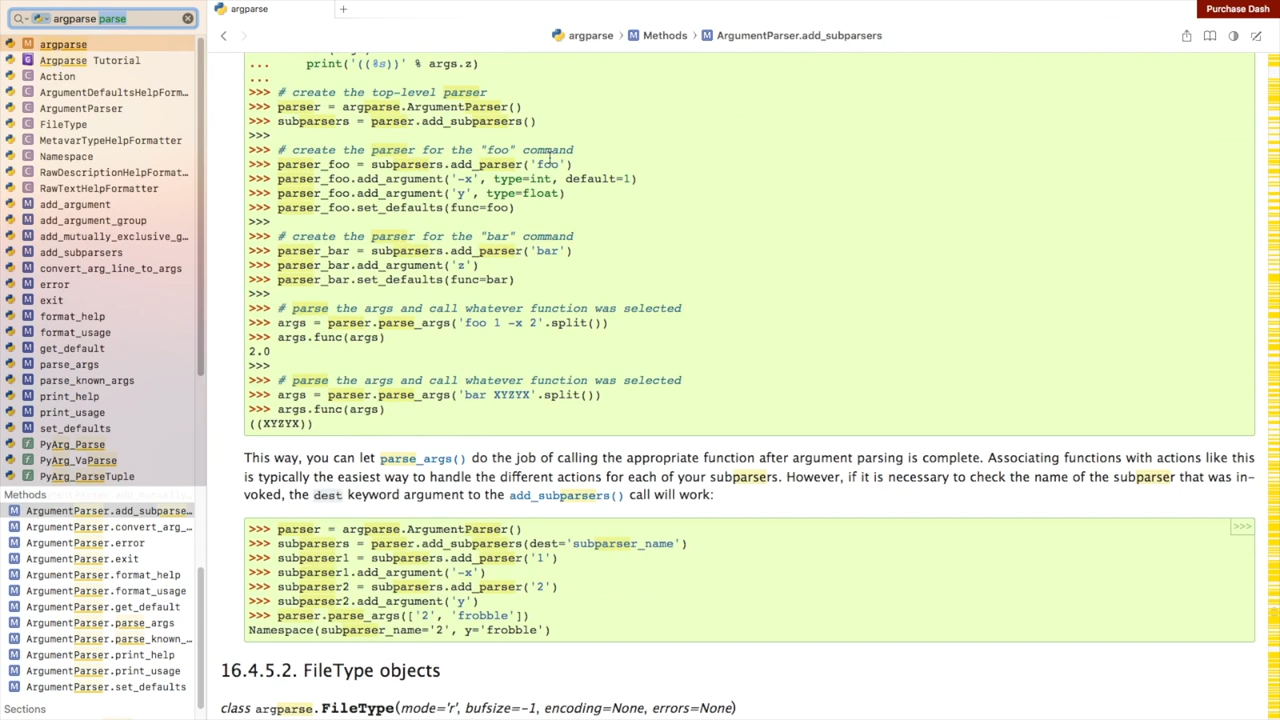 argparse parse
argparse
Argparse Tutorial
Action
ArgumentDefaultsHelpForm…
ArgumentParser
FileType
MetavarTypeHelpFormatter
Namespace
RawDescriptionHelpFormat…
RawTextHelpFormatter
add_argument
add_argument_group
add_mutually_exclusive_g…
add_subparsers
convert_arg_line_to_args
error
exit
format_help
format_usage
get_default
parse_args
parse_known_args
print_help
print_usage
set_defaults
PyArg_Parse
PyArg_VaParse
PyArg_ParseTuple
Methods
ArgumentParser.add_subparse…
ArgumentParser.convert_arg_…
ArgumentParser.error
ArgumentParser.exit
ArgumentParser.format_help
ArgumentParser.format_usage
ArgumentParser.get_default
ArgumentParser.parse_args
ArgumentParser.parse_known_…
ArgumentParser.print_help
ArgumentParser.print_usage
ArgumentParser.set_defaults
Sections
argparse
Purchase Dash
argparse › Methods › ArgumentParser.add_subparsers
... print('((%s))' % args.z)
...
>>> # create the top-level parser
>>> parser = argparse.ArgumentParser()
>>> subparsers = parser.add_subparsers()
>>>
>>> # create the parser for the "foo" command
>>> parser_foo = subparsers.add_parser('foo')
>>> parser_foo.add_argument('-x', type=int, default=1)
>>> parser_foo.add_argument('y', type=float)
>>> parser_foo.set_defaults(func=foo)
>>>
>>> # create the parser for the "bar" command
>>> parser_bar = subparsers.add_parser('bar')
>>> parser_bar.add_argument('z')
>>> parser_bar.set_defaults(func=bar)
>>>
>>> # parse the args and call whatever function was selected
>>> args = parser.parse_args('foo 1 -x 2'.split())
>>> args.func(args)
2.0
>>>
>>> # parse the args and call whatever function was selected
>>> args = parser.parse_args('bar XYZYX'.split())
>>> args.func(args)
((XYZYX))
This way, you can let parse_args() do the job of calling the appropriate function after argument parsing is complete. Associating functions with actions like this
is typically the easiest way to handle the different actions for each of your subparsers. However, if it is necessary to check the name of the subparser that was in-
voked, the dest keyword argument to the add_subparsers() call will work:
>>> parser = argparse.ArgumentParser()
>>> subparsers = parser.add_subparsers(dest='subparser_name')
>>> subparser1 = subparsers.add_parser('1')
>>> subparser1.add_argument('-x')
>>> subparser2 = subparsers.add_parser('2')
>>> subparser2.add_argument('y')
>>> parser.parse_args(['2', 'frobble'])
Namespace(subparser_name='2', y='frobble')
>>>
16.4.5.2. FileType objects
class argparse.FileType(mode='r', bufsize=-1, encoding=None, errors=None)